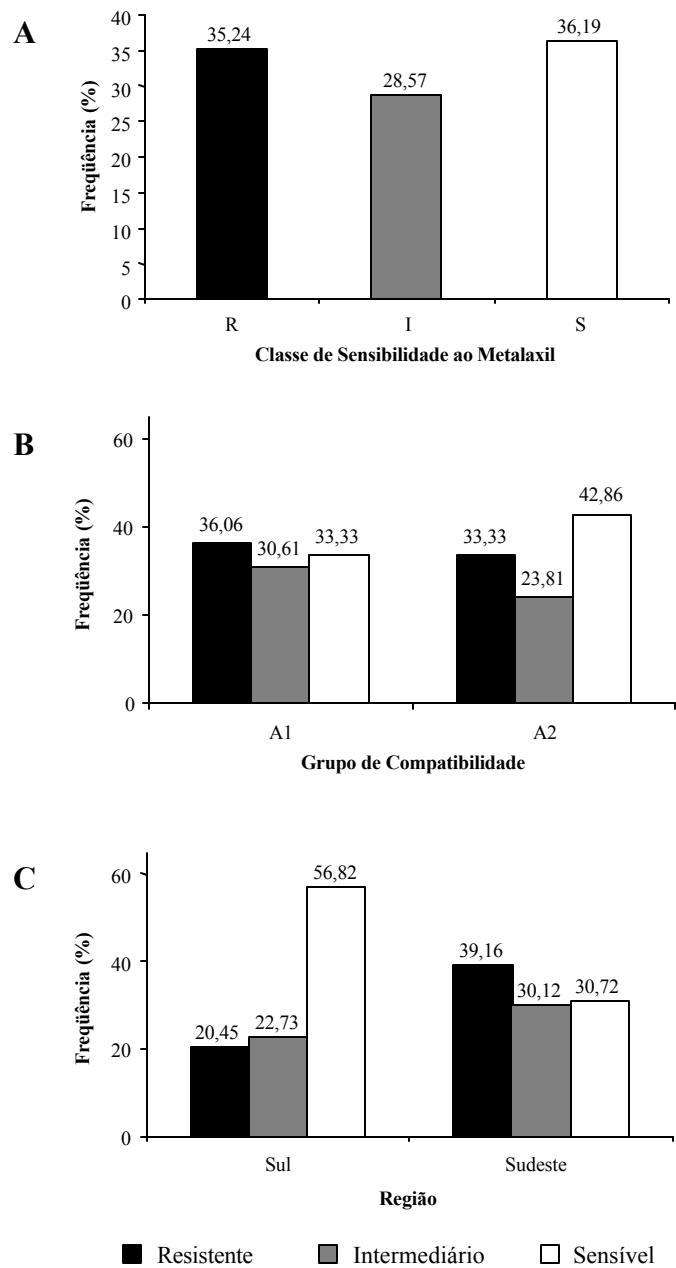 A
Freqüência (%)
40
35
30
25
20
15
10
5
0
35,24
28,57
36,19
R I S
Classe de Sensibilidade ao Metalaxil
B
Freqüência (%)
60
40
20
0
36,06
30,61
33,33
33,33
23,81
42,86
A1 A2
Grupo de Compatibilidade
C
Freqüência (%)
60
40
20
0
20,45
22,73
56,82
39,16
30,12
30,72
Sul Sudeste
Região
Resistente Intermediário Sensível